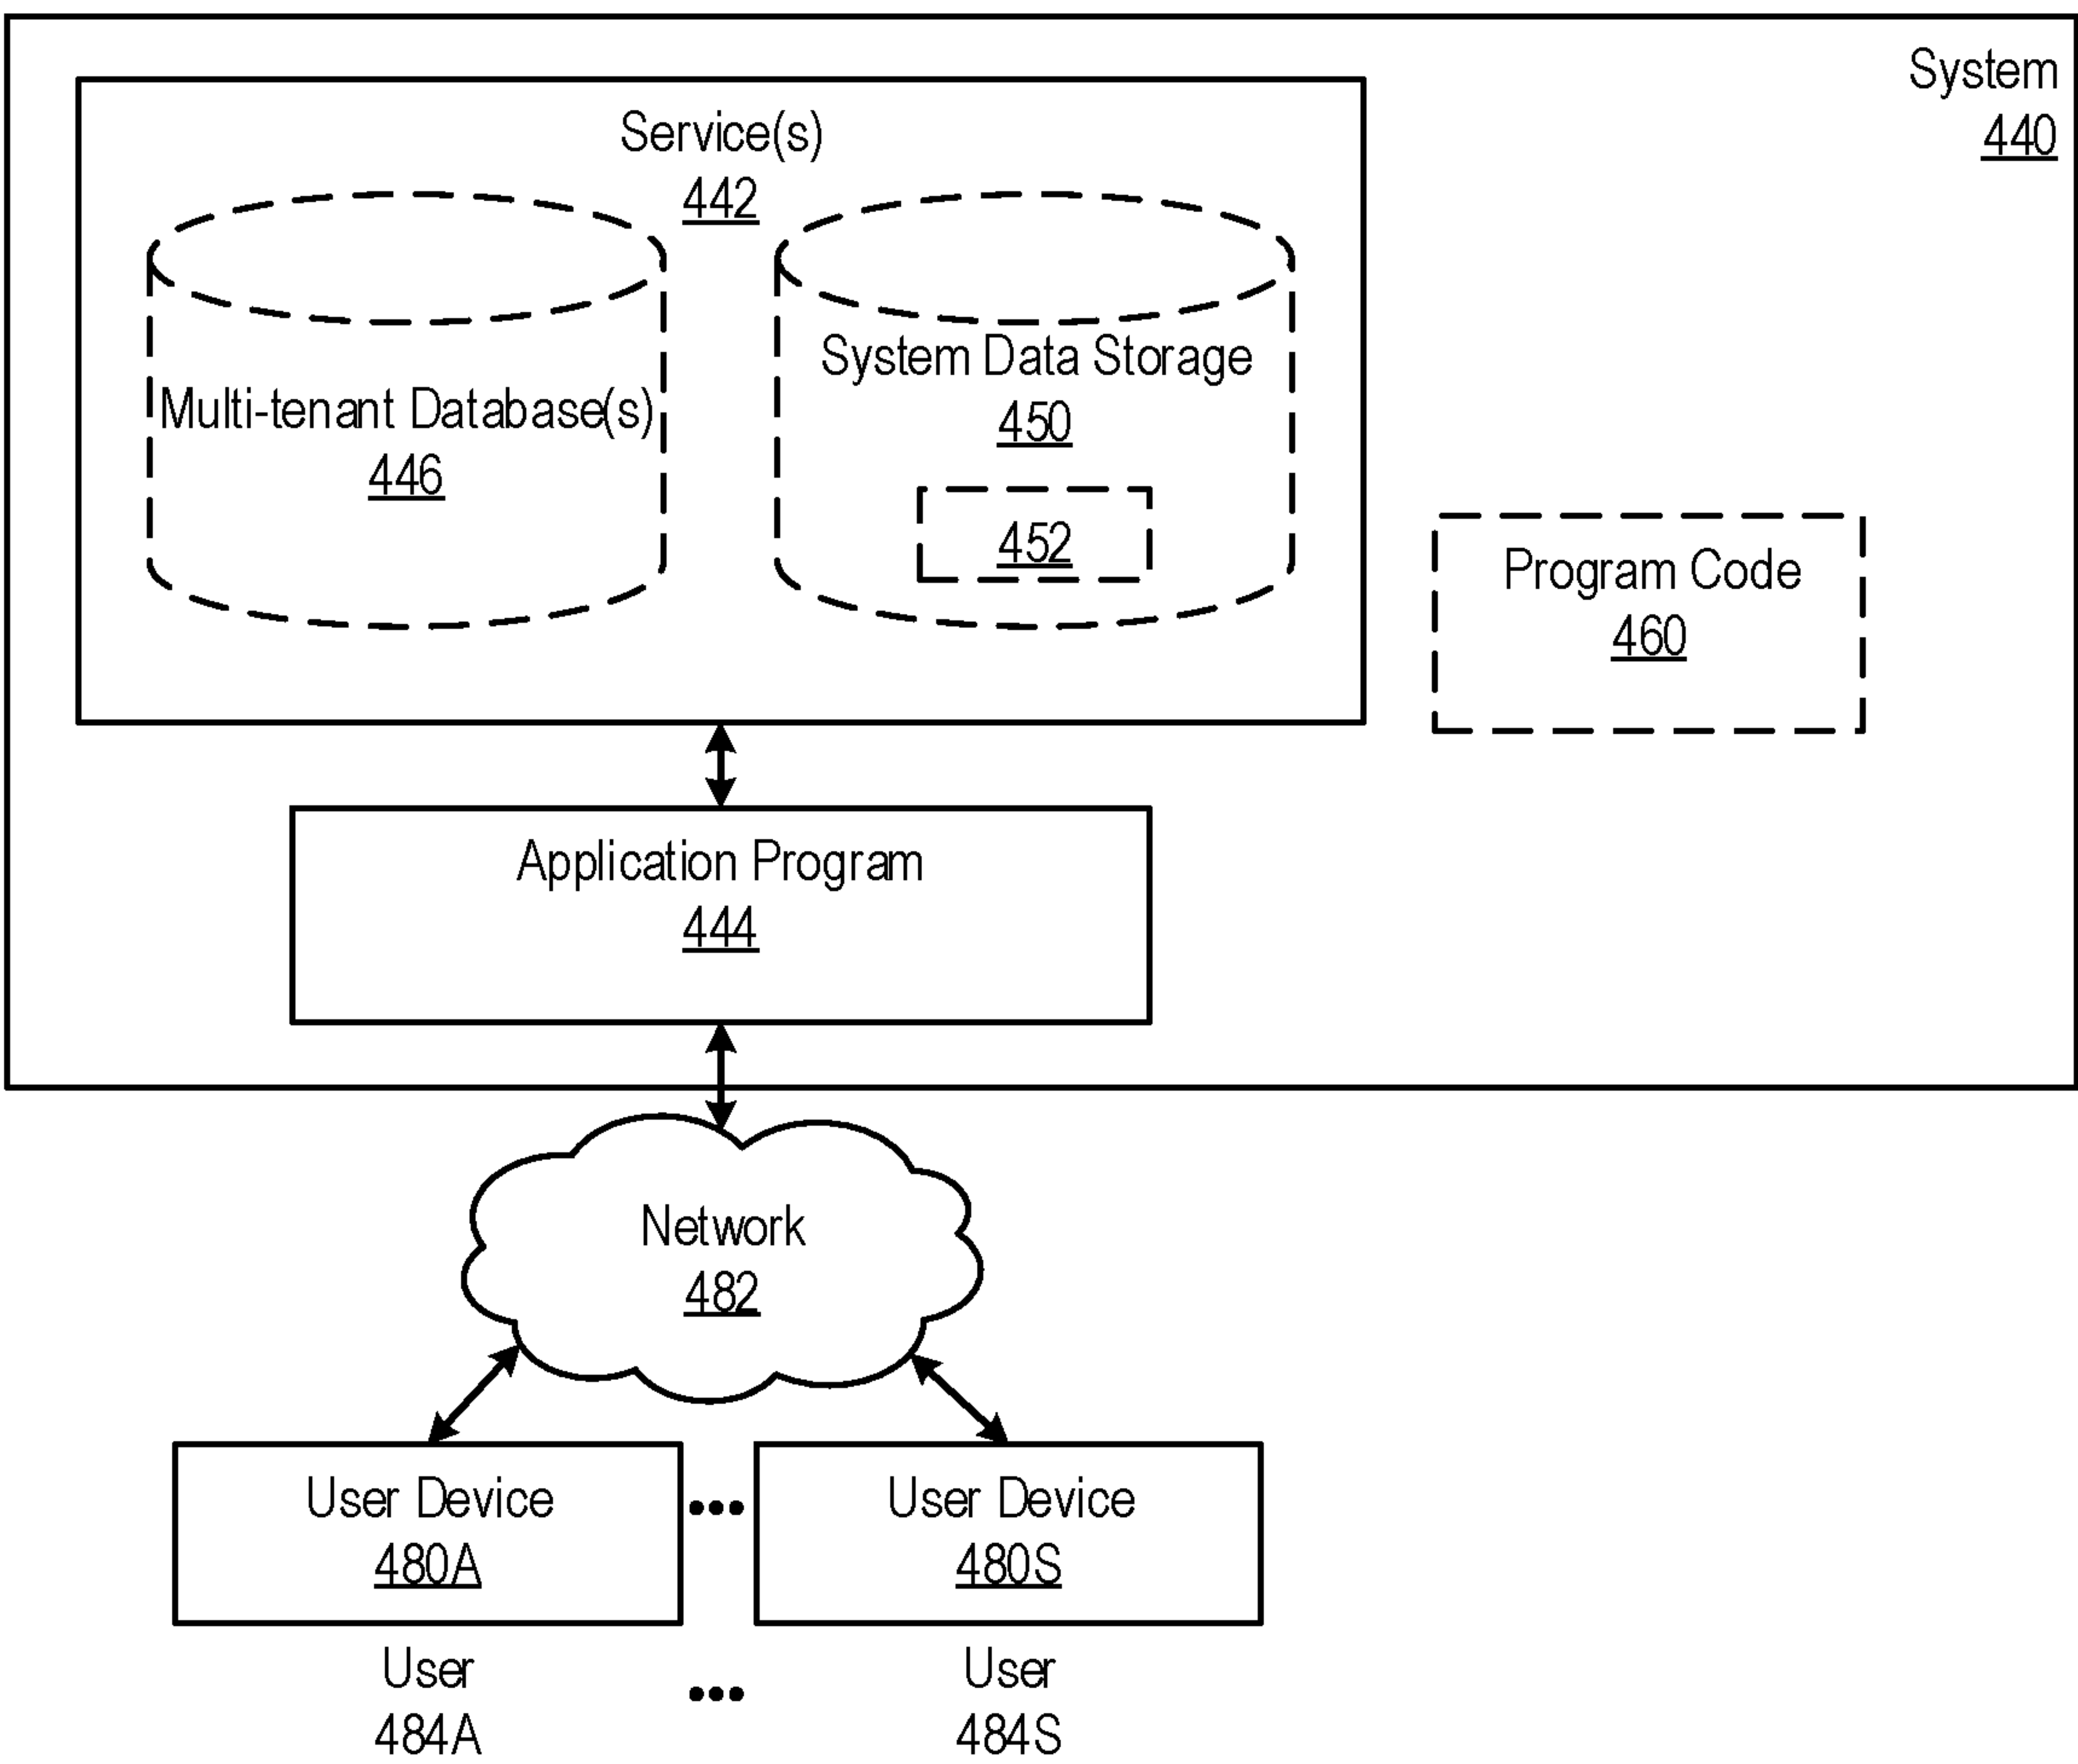 System
440
Service(s)
442
Multi-tenant Database(s)
446
System Data Storage
450
452
Program Code
460
Application Program
444
Network
482
User Device
480A
•••
User Device
480S
User
484A
•••
User
484S